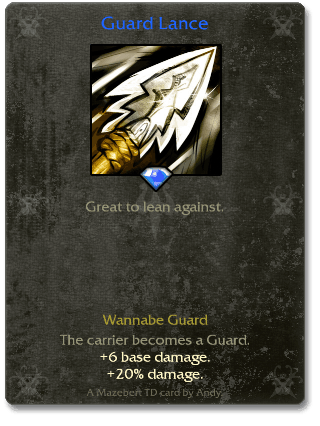 Guard Lance
Great to lean against.
Wannabe Guard
The carrier becomes a Guard.
+6 base damage.
+20% damage.
A Mazebert TD card by Andy